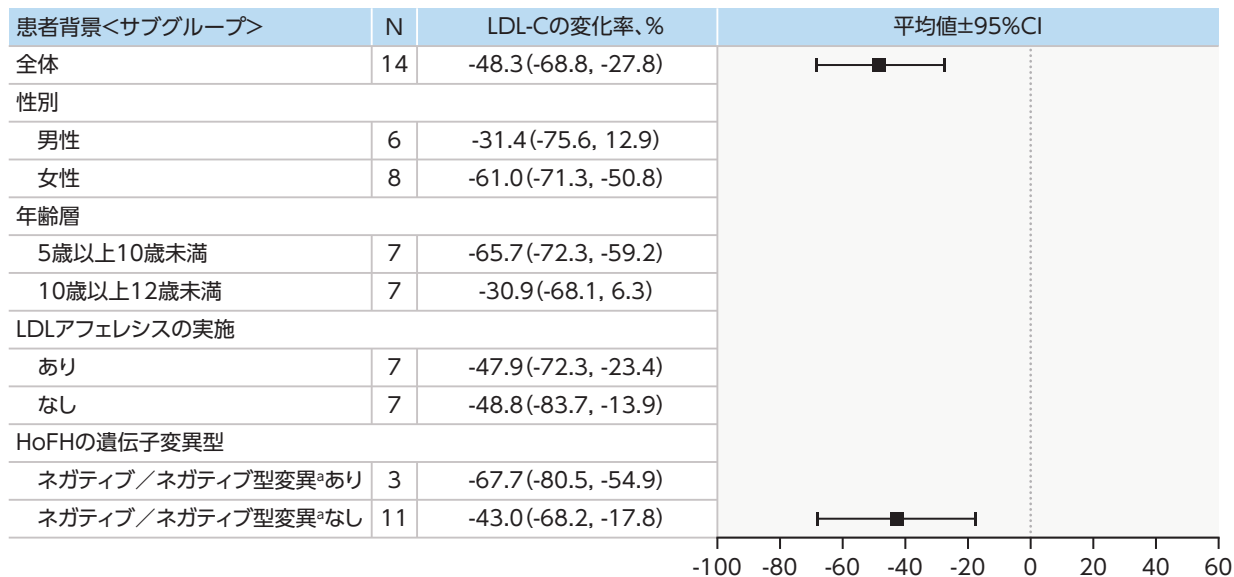 患者背景<サブグループ> N LDL-Cの変化率、% 平均値±95%CI
全体 14 -48.3(-68.8, -27.8)
性別
男性 6 -31.4(-75.6, 12.9)
女性 8 -61.0(-71.3, -50.8)
年齢層
5歳以上10歳未満 7 -65.7(-72.3, -59.2)
10歳以上12歳未満 7 -30.9(-68.1, 6.3)
LDLアフェレシスの実施
あり 7 -47.9(-72.3, -23.4)
なし 7 -48.8(-83.7, -13.9)
HoFHの遺伝子変異型
ネガティブ/ネガティブ型変異ᵃあり 3 -67.7(-80.5, -54.9)
ネガティブ/ネガティブ型変異ᵃなし 11 -43.0(-68.2, -17.8)
-100 -80 -60 -40 -20 0 20 40 60